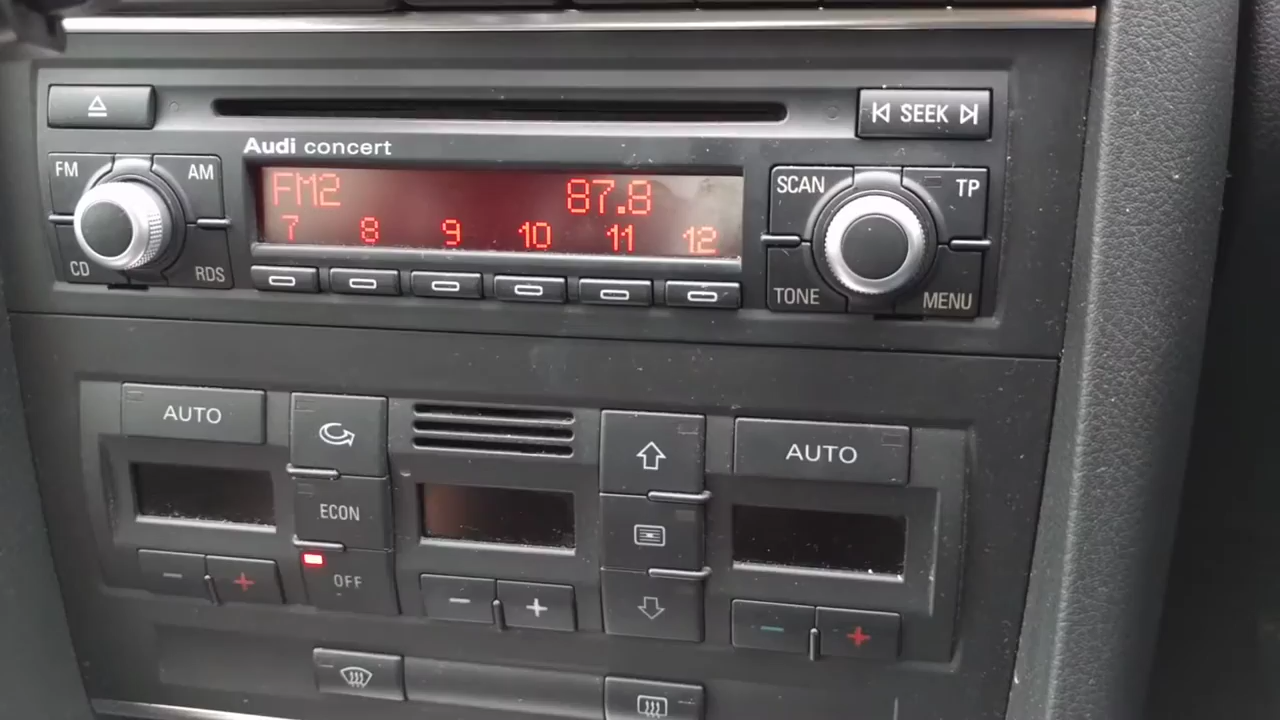 SEEK
Audi concert
FM AM
FM2 87.8
SCAN TP
7 8 9 10 11 12
CD RDS
TONE MENU
AUTO
AUTO
ECON
OFF